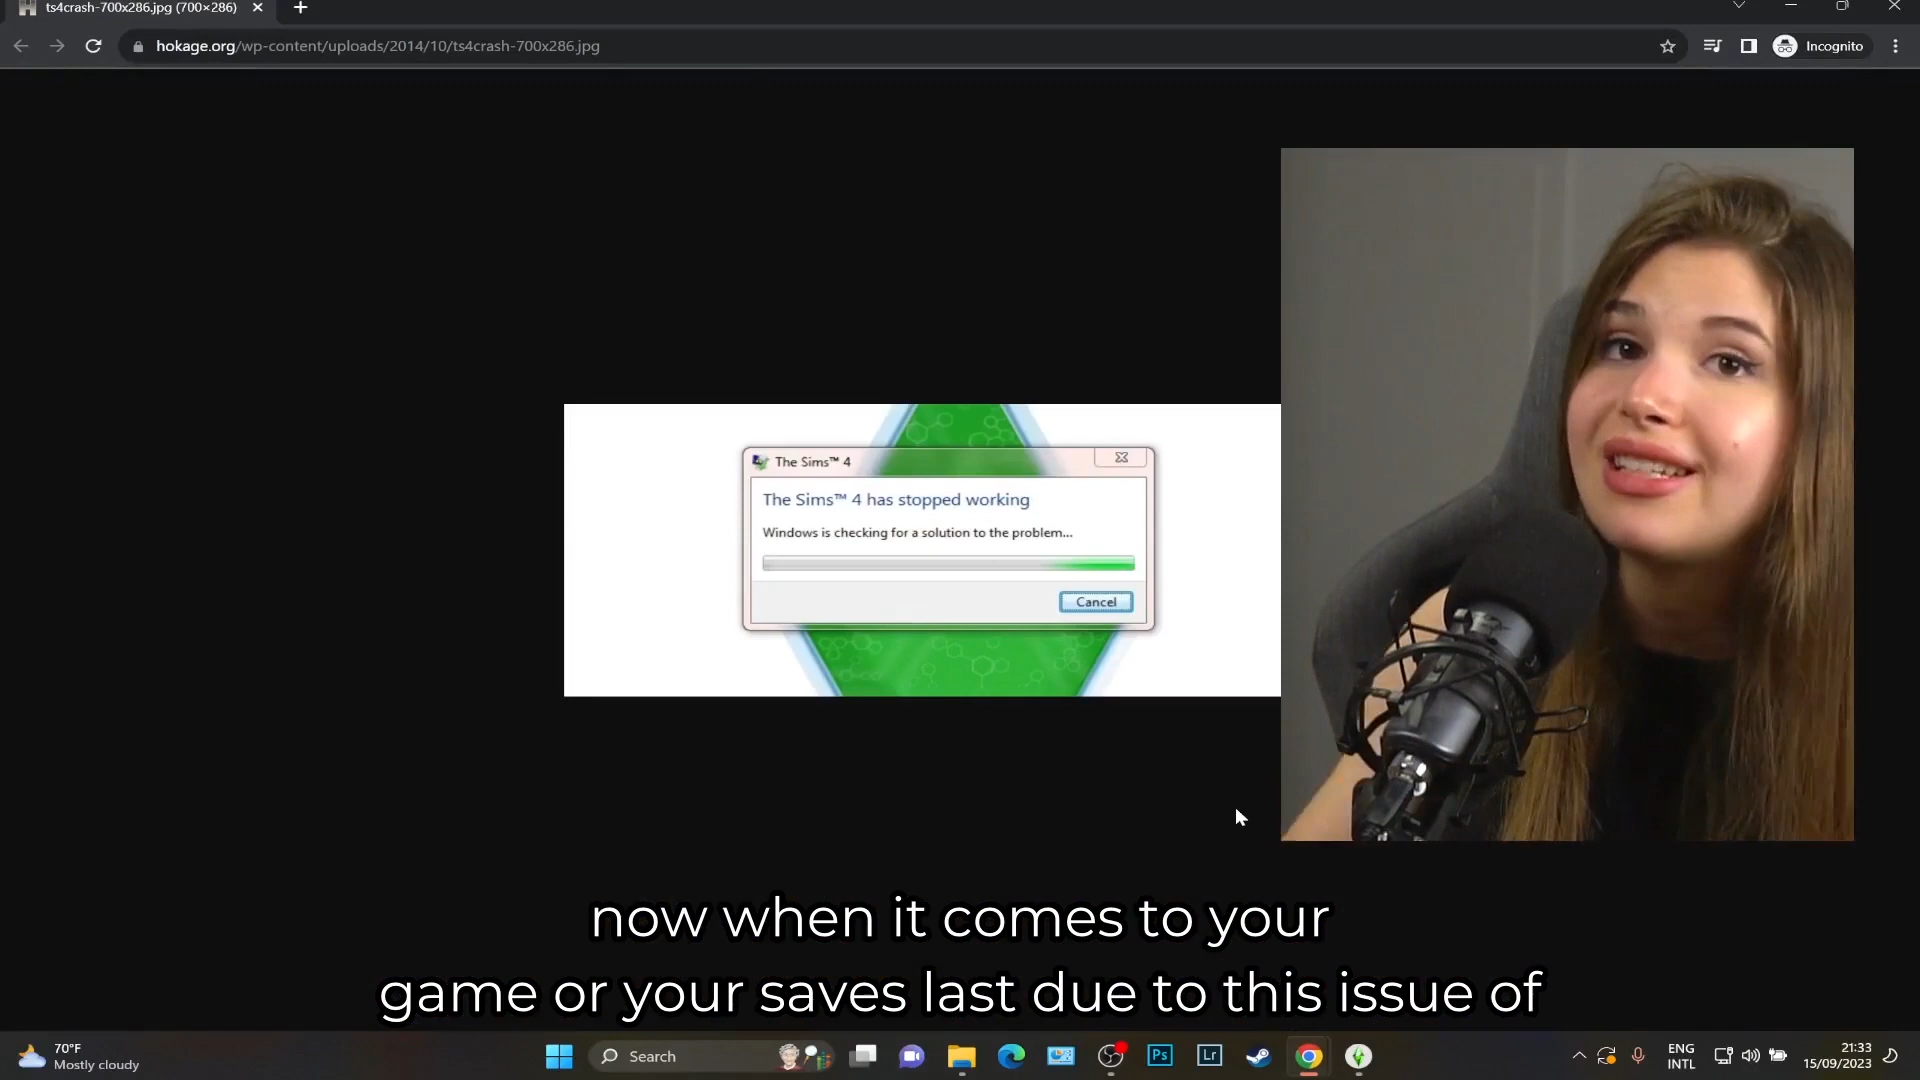 ts4crash-700x286.jpg (700×286)
hokage.org/wp-content/uploads/2014/10/ts4crash-700x286.jpg
Incognito
The Sims™ 4
The Sims™ 4 has stopped working
Windows is checking for a solution to the problem...
Cancel
now when it comes to your
game or your saves last due to this issue of
70°F
Mostly cloudy
Search
Ps
Lr
ENG
INTL
21:33
15/09/2023